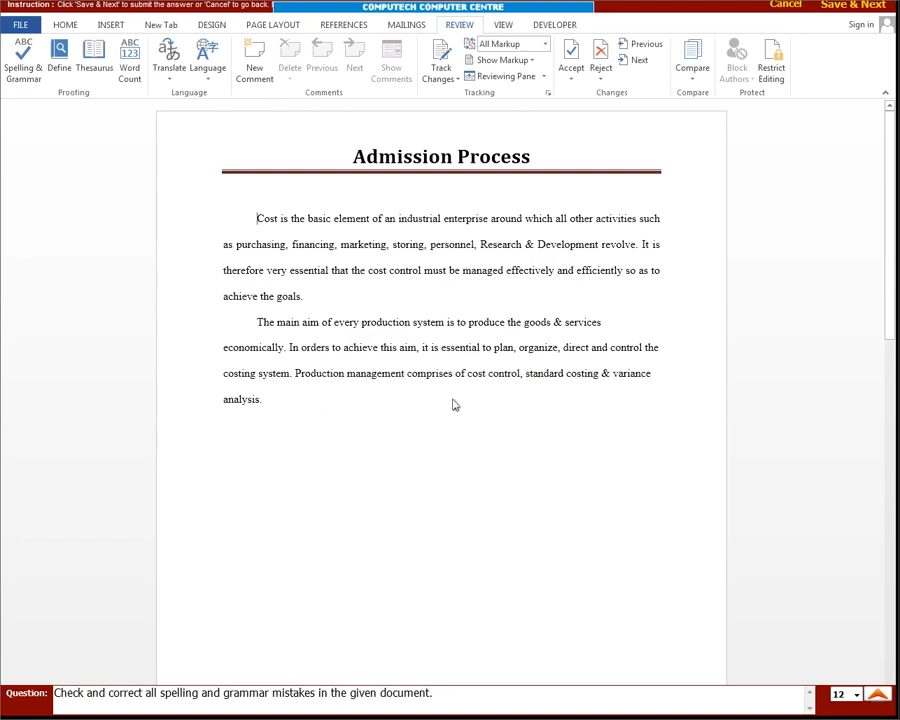 Instruction : Click 'Save & Next' to submit the answer or 'Cancel' to go back.
COMPUTECH COMPUTER CENTRE
Cancel
Save & Next
FILE HOME INSERT New Tab DESIGN PAGE LAYOUT REFERENCES MAILINGS REVIEW VIEW DEVELOPER Sign in
ABC ABC 123
All Markup
Show Markup
Reviewing Pane
Previous
Next
Spelling & Grammar Define Thesaurus Word Count Translate Language New Comment Delete Previous Next Show Comments Track Changes Accept Reject Compare Block Authors Restrict Editing
Proofing Language Comments Tracking Changes Compare Protect
Admission Process
Cost is the basic element of an industrial enterprise around which all other activities such
as purchasing, financing, marketing, storing, personnel, Research & Development revolve. It is
therefore very essential that the cost control must be managed effectively and efficiently so as to
achieve the goals.
The main aim of every production system is to produce the goods & services
economically. In orders to achieve this aim, it is essential to plan, organize, direct and control the
costing system. Production management comprises of cost control, standard costing & variance
analysis.
Question: Check and correct all spelling and grammar mistakes in the given document.
12